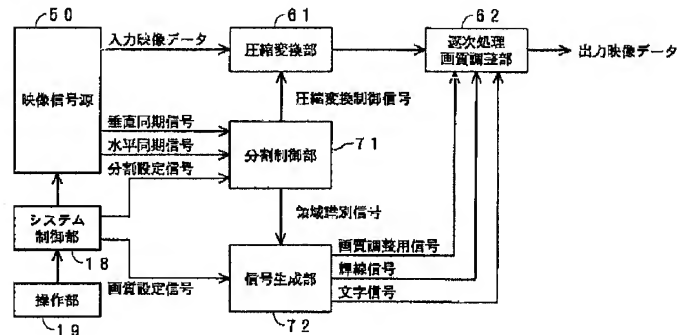 50
61
62
入力映像データ
圧縮変換部
逐次処理
画質調整部
出力映像データ
映像信号源
圧縮変換制御信号
垂直同期信号
水平同期信号
分割設定信号
分割制御部
71
領域識別信号
システム
制御部
18
画質調整用信号
輝線信号
文字信号
信号生成部
画質設定信号
操作部
19
72